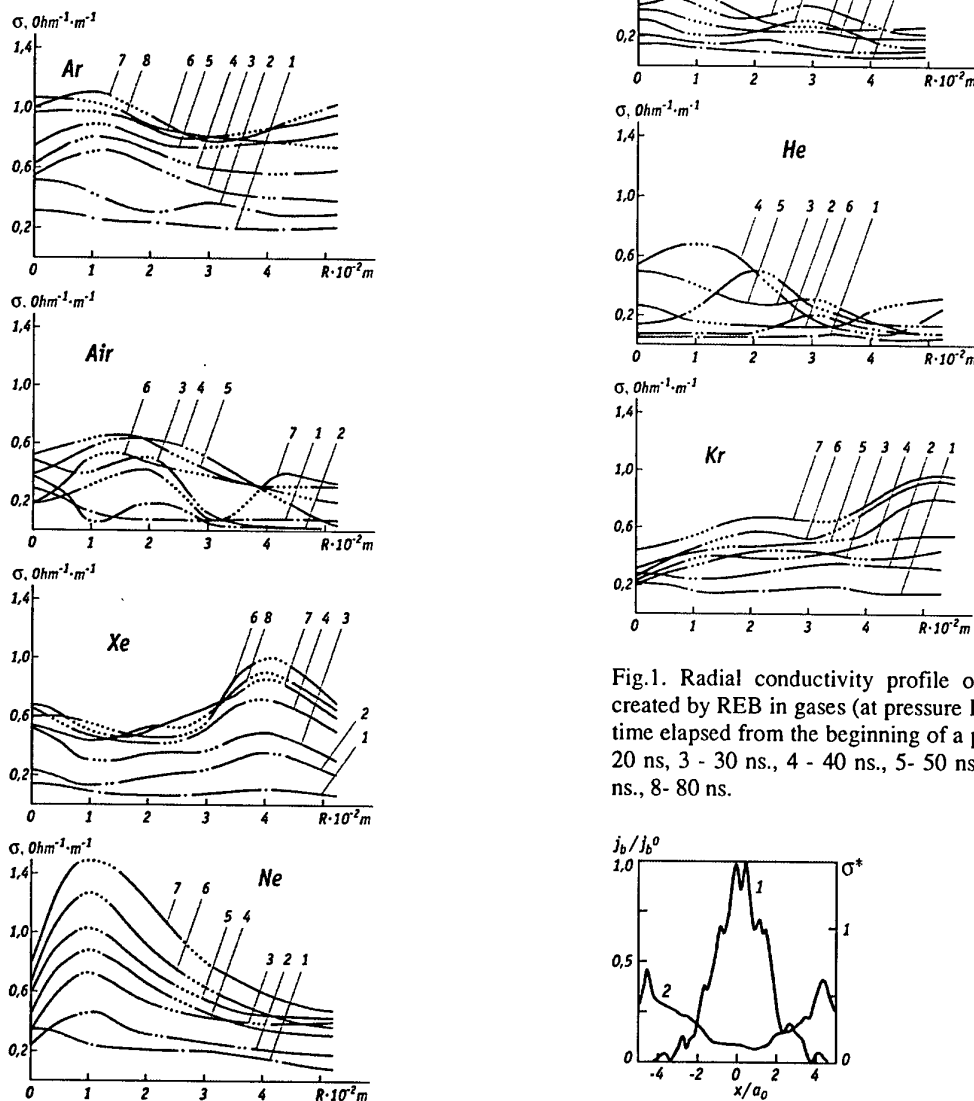 σ, Ohm⁻¹·m⁻¹
1,4
Ar
7 8 6 5 4 3 2 1
1,0
0,6
0,2
0 1 2 3 4 R·10⁻²m
σ, Ohm⁻¹·m⁻¹
1,4
Air
1,0
6 3 4 5 7 1 2
0,6
0,2
0 1 2 3 4 R·10⁻²m
σ, Ohm⁻¹·m⁻¹
1,4
Xe
6 8 7 4 3
1,0
0,6
2
1
0,2
0 1 2 3 4 R·10⁻²m
σ, Ohm⁻¹·m⁻¹
1,4
Ne
7 6 5 4 3 2 1
0,6
0,2
0 1 2 3 4 R·10⁻²m
0,2
0 1 2 3 4 R·10⁻²m
σ, Ohm⁻¹·m⁻¹
1,4
He
1,0
4 5 3 2 6 1
0,6
0,2
0 1 2 3 4 R·10⁻²m
σ, Ohm⁻¹·m⁻¹
1,4
Kr
1,0
7 6 5 3 4 2 1
0,6
0,2
0 1 2 3 4 R·10⁻²m
Fig.1. Radial conductivity profile o
created by REB in gases (at pressure
time elapsed from the beginning of a p
20 ns, 3 - 30 ns., 4 - 40 ns., 5- 50 ns
ns., 8- 80 ns.
j_b/j_b⁰
1,0
σ*
1
1
0,5
2
0
0
-4 -2 0 2 4
x/a₀